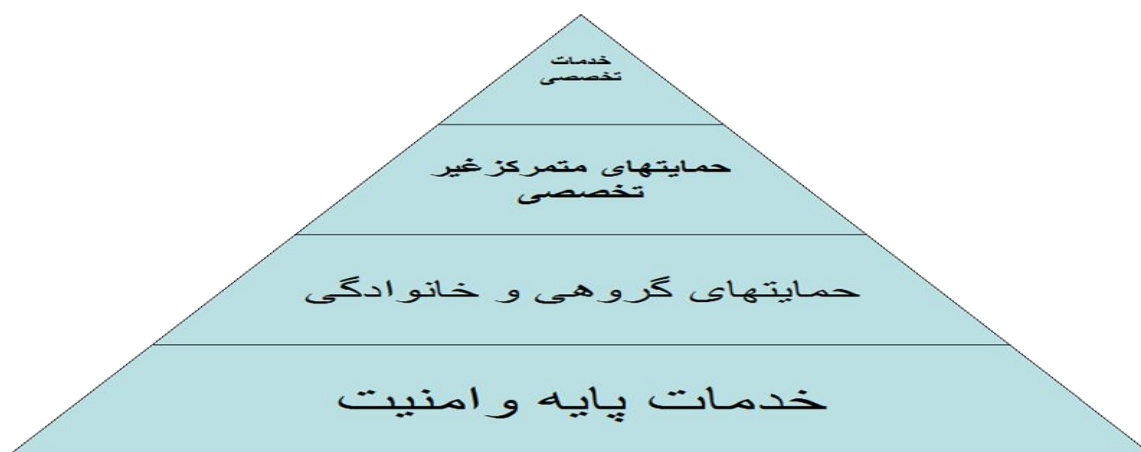 خدمات
تخصصی
حمایتهای متمرکز غیر
تخصصی
حمایتهای گروهی و خانوادگی
خدمات پایه و امنیت